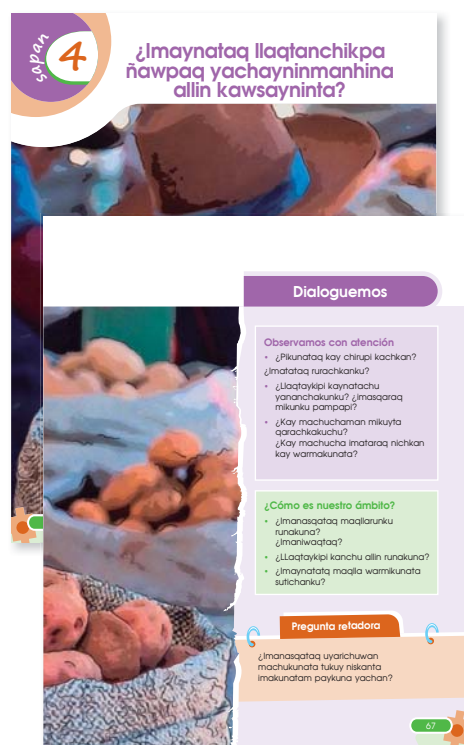 sapan
4
¿Imaynataq llaqtanchikpa
ñawpaq yachayninmanhina
allin kawsayninta?
Dialoguemos
Observamos con atención
• ¿Pikunataq kay chirupi kachkan?
¿Imatataq rurachkanku?
• ¿Llaqtaykipi kaynatachu
yananchakunku? ¿imasqaraq
mikunku pampapi?
• ¿Kay machuchaman mikuyta
qarachkakuchu?
¿Kay machucha imataraq nichkan
kay warmakunata?
¿Cómo es nuestro ámbito?
• ¿Imanasqataq maqllarunku
runakuna?
¿Imaniwaqtaq?
• ¿LLaqtaykipi kanchu allin runakuna?
• ¿Imaynatatq maqlla warmikunata
sutichanku?
Pregunta retadora
¿Imanasqataq uyarichuwan
machukunata tukuy niskanta
imakunatam paykuna yachan?
67